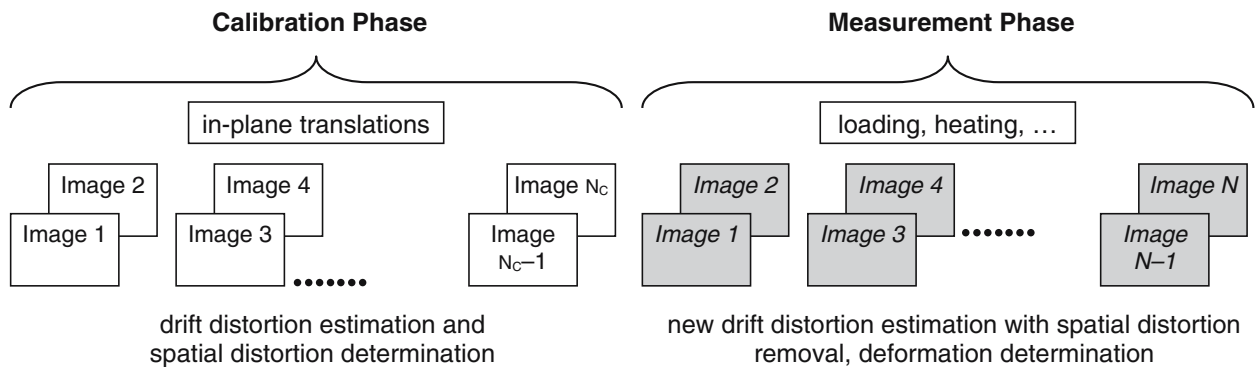 Calibration Phase
Measurement Phase
in-plane translations
loading, heating, …
Image 2
Image 4
Image Nc
Image 1
Image 3
Image
Nc–1
•••••••
Image 2
Image 4
Image N
Image 1
Image 3
•••••••
Image
N–1
drift distortion estimation and
spatial distortion determination
new drift distortion estimation with spatial distortion
removal, deformation determination